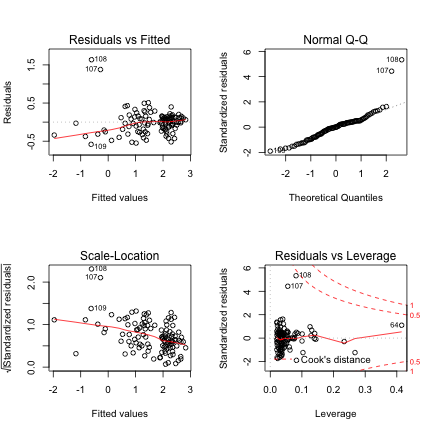 Residuals vs Fitted
Residuals
1.5
0.5
-0.5
108
107
109
-2 -1 0 1 2 3
Fitted values
Normal Q-Q
Standardized residuals
6
4
2
0
-2
108
107
109
-2 -1 0 1 2
Theoretical Quantiles
Scale-Location
√|Standardized residuals|
2.0
1.0
0.0
108
107
109
-2 -1 0 1 2 3
Fitted values
Residuals vs Leverage
Standardized residuals
6
4
2
0
-2
108
107
64
1
0.5
0.5
1
Cook's distance
0.0 0.1 0.2 0.3 0.4
Leverage